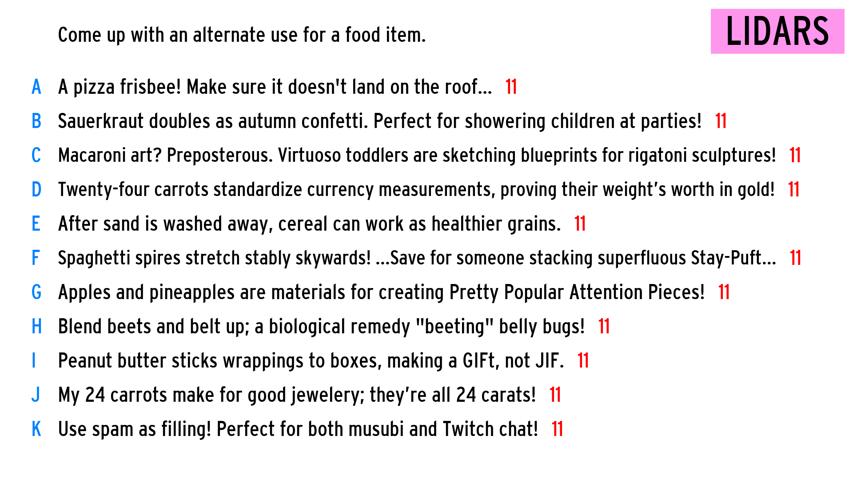 Come up with an alternate use for a food item.
LIDARS
A A pizza frisbee! Make sure it doesn't land on the roof... 11
B Sauerkraut doubles as autumn confetti. Perfect for showering children at parties! 11
C Macaroni art? Preposterous. Virtuoso toddlers are sketching blueprints for rigatoni sculptures! 11
D Twenty-four carrots standardize currency measurements, proving their weight’s worth in gold! 11
E After sand is washed away, cereal can work as healthier grains. 11
F Spaghetti spires stretch stably skywards! ...Save for someone stacking superfluous Stay-Puft... 11
G Apples and pineapples are materials for creating Pretty Popular Attention Pieces! 11
H Blend beets and belt up; a biological remedy "beeting" belly bugs! 11
I Peanut butter sticks wrappings to boxes, making a GIFt, not JIF. 11
J My 24 carrots make for good jewelery; they’re all 24 carats! 11
K Use spam as filling! Perfect for both musubi and Twitch chat! 11